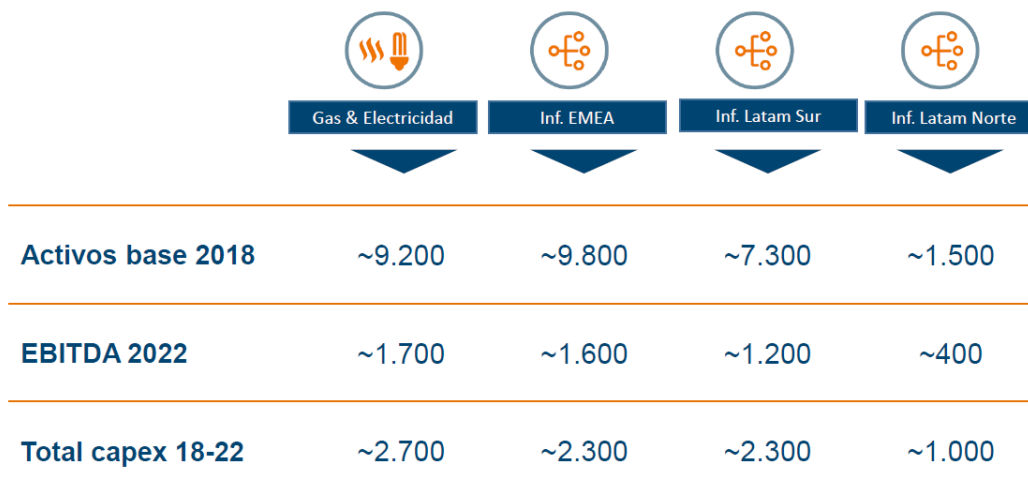 Gas & Electricidad Inf. EMEA Inf. Latam Sur Inf. Latam Norte
Activos base 2018 ~9.200 ~9.800 ~7.300 ~1.500
EBITDA 2022 ~1.700 ~1.600 ~1.200 ~400
Total capex 18-22 ~2.700 ~2.300 ~2.300 ~1.000